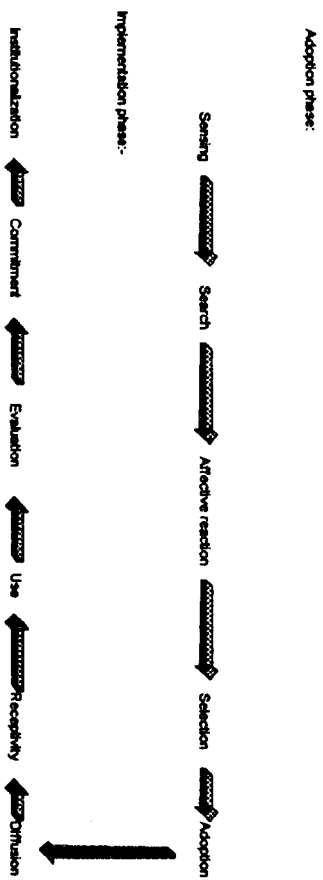 Adoption phase:
Sensing Search Affective reaction Selection Adoption
Implementation phase:-
Institutionalization Commitment Evaluation Use Receptivity Diffusion